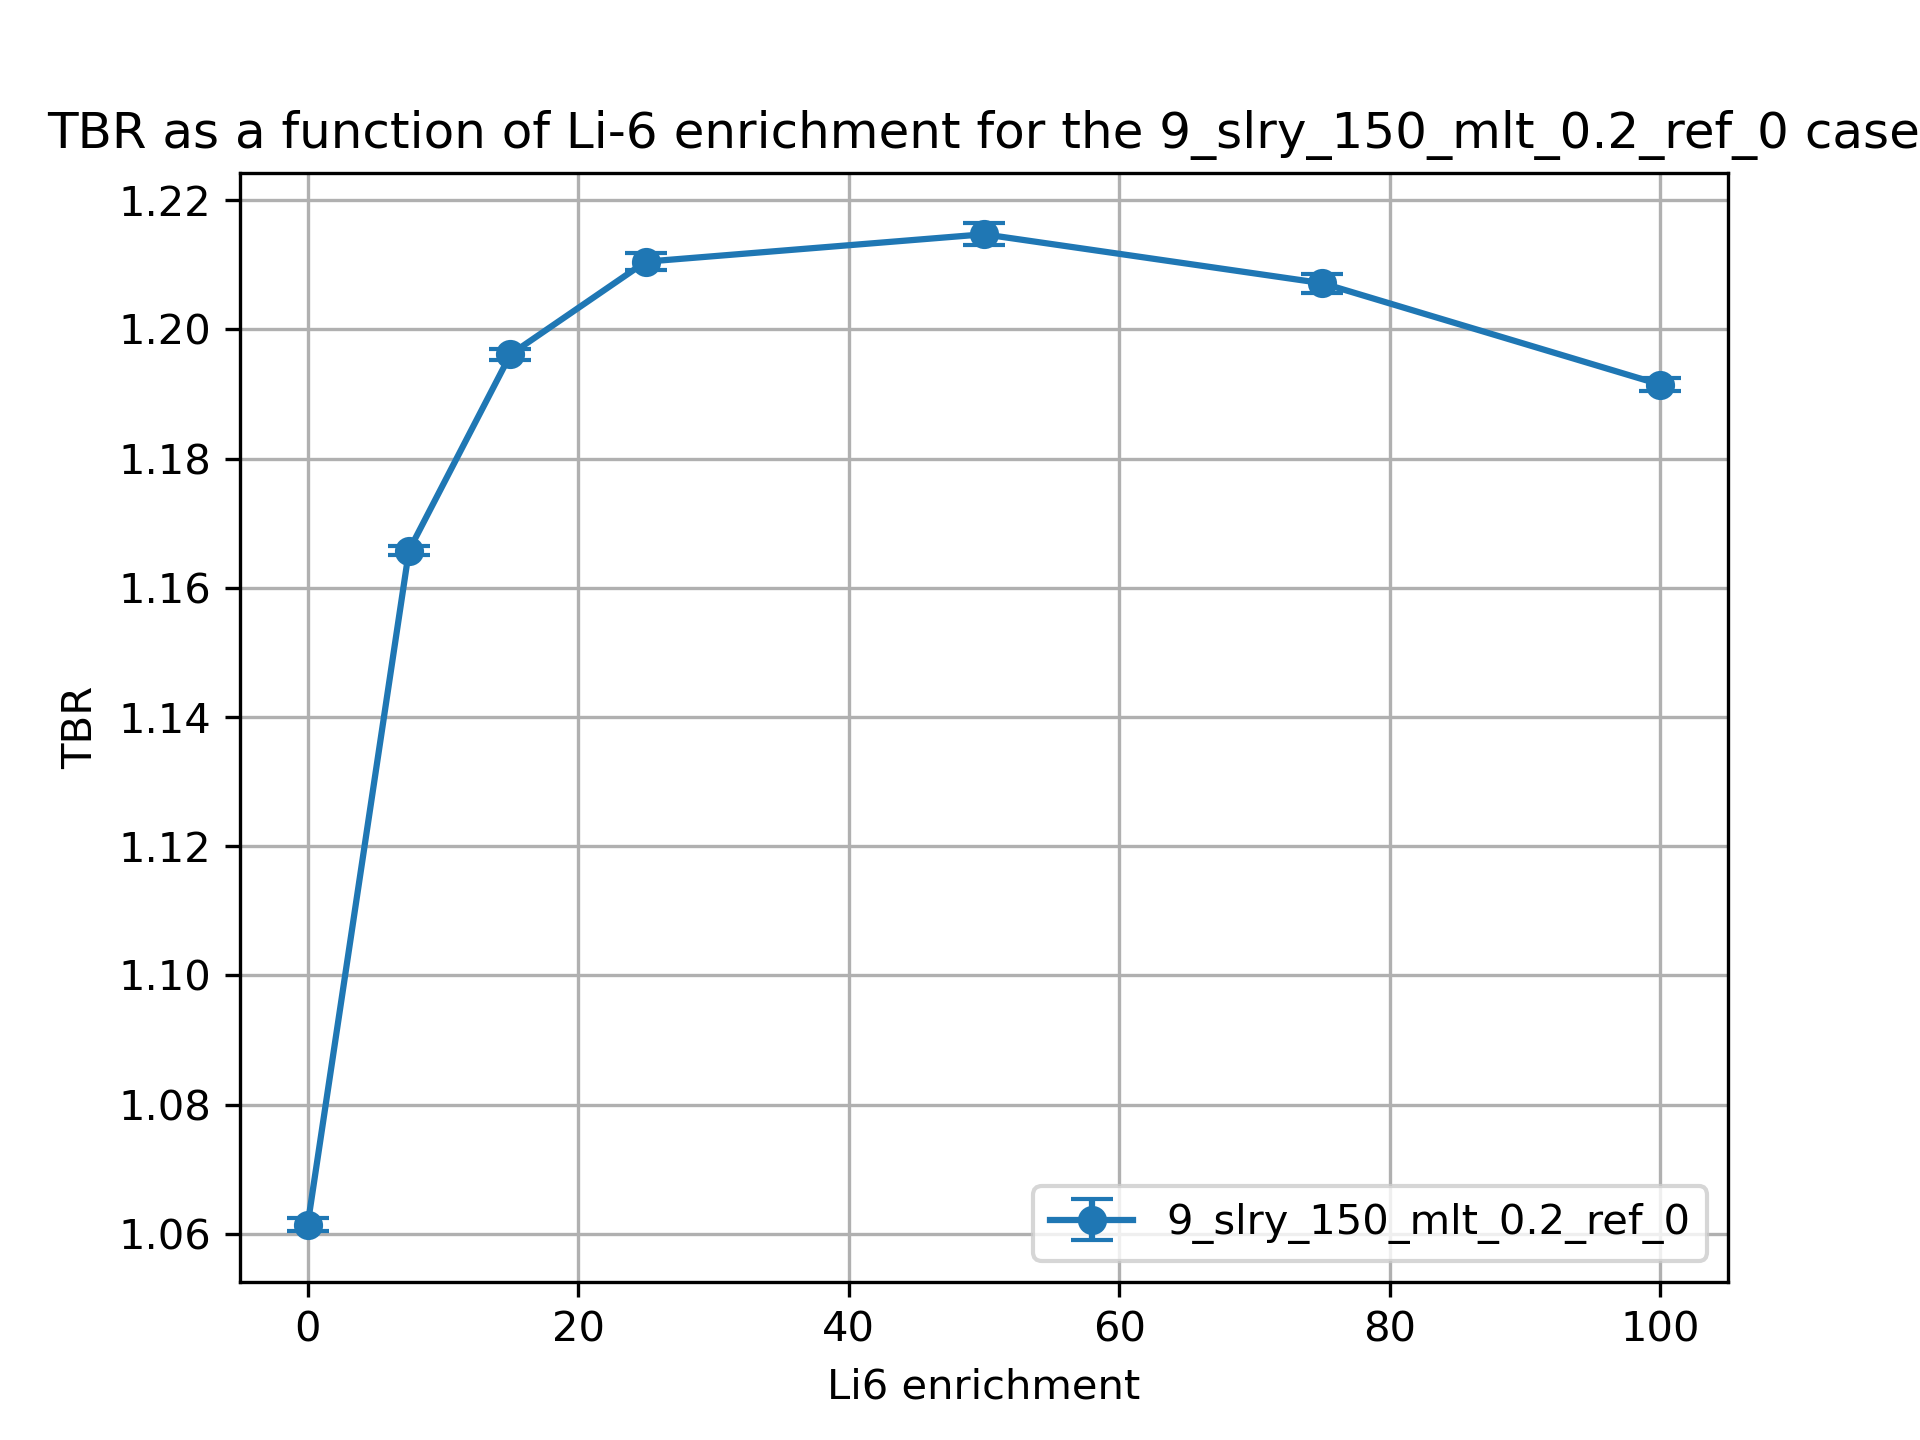 TBR as a function of Li-6 enrichment for the 9_slry_150_mlt_0.2_ref_0 case
1.22
1.20
1.18
1.16
1.14
1.12
1.10
1.08
1.06
TBR
9_slry_150_mlt_0.2_ref_0
0 20 40 60 80 100
Li6 enrichment